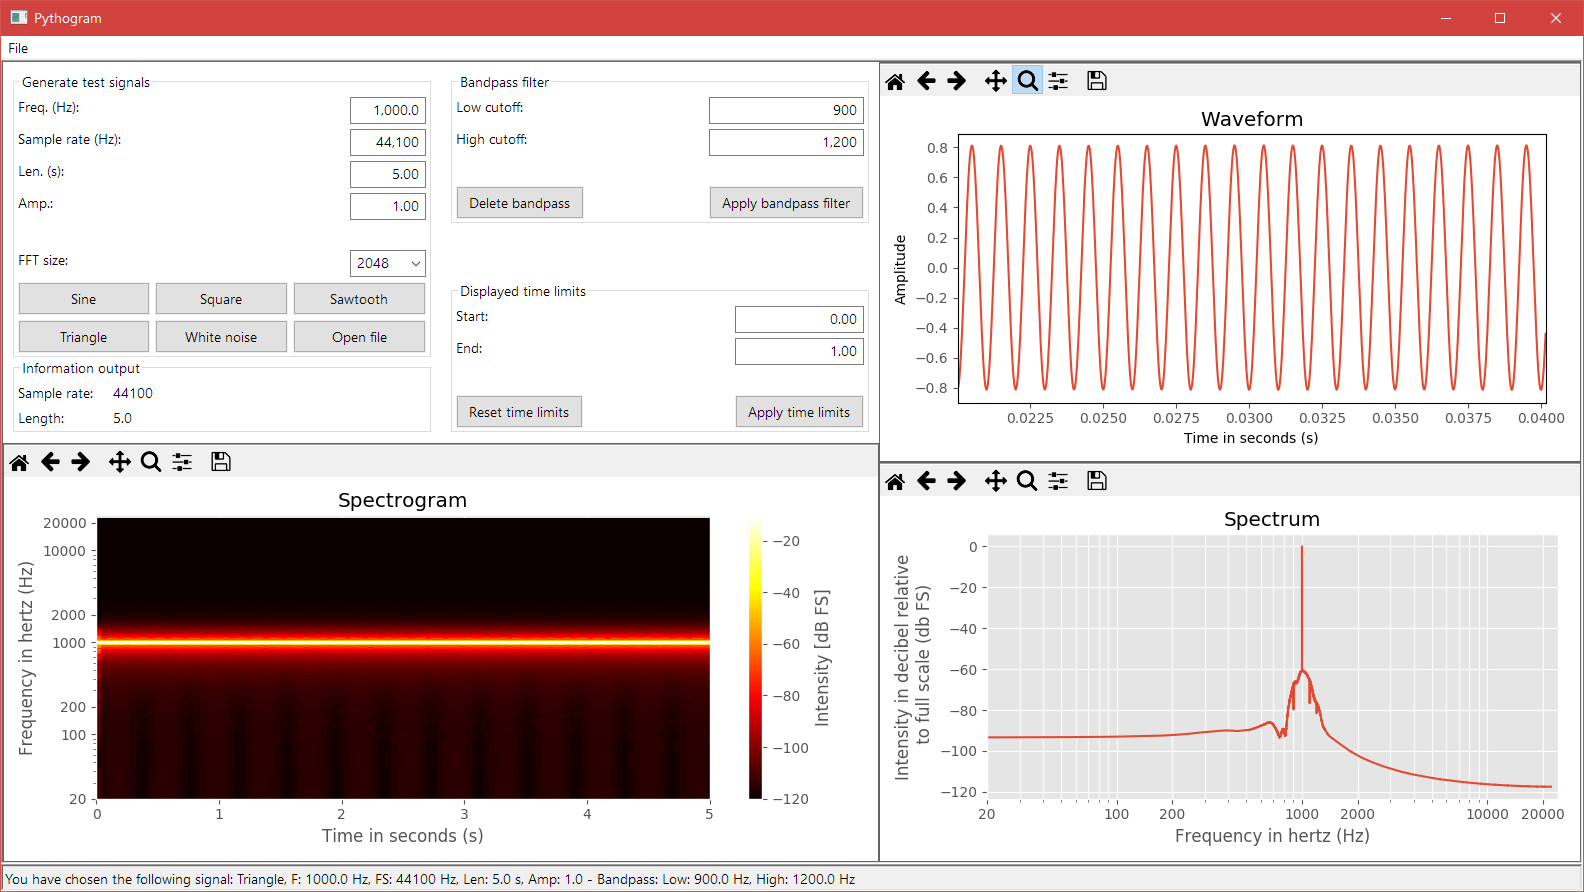 Pythogram
File
Generate test signals
Freq. (Hz): 1,000.0
Sample rate (Hz): 44,100
Len. (s): 5.00
Amp.: 1.00
FFT size: 2048
Sine Square Sawtooth
Triangle White noise Open file
Information output
Sample rate: 44100
Length: 5.0
Bandpass filter
Low cutoff: 900
High cutoff: 1,200
Delete bandpass Apply bandpass filter
Displayed time limits
Start: 0.00
End: 1.00
Reset time limits Apply time limits
Waveform
Amplitude
0.8
0.6
0.4
0.2
0.0
−0.2
−0.4
−0.6
−0.8
0.0225 0.0250 0.0275 0.0300 0.0325 0.0350 0.0375 0.0400
Time in seconds (s)
Spectrogram
Frequency in hertz (Hz)
20000
10000
2000
1000
200
100
20
0 1 2 3 4 5
Time in seconds (s)
−20
−40
−60
−80
−100
−120
Intensity [dB FS]
Spectrum
Intensity in decibel relative
to full scale (db FS)
0
−20
−40
−60
−80
−100
−120
20 100 200 1000 2000 10000 20000
Frequency in hertz (Hz)
You have chosen the following signal: Triangle, F: 1000.0 Hz, FS: 44100 Hz, Len: 5.0 s, Amp: 1.0 - Bandpass: Low: 900.0 Hz, High: 1200.0 Hz